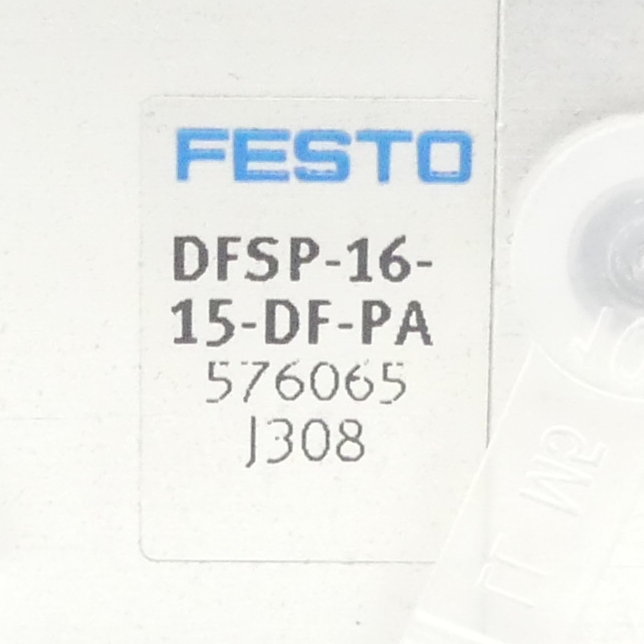 FESTO
DFSP-16-
15-DF-PA
576065
J308